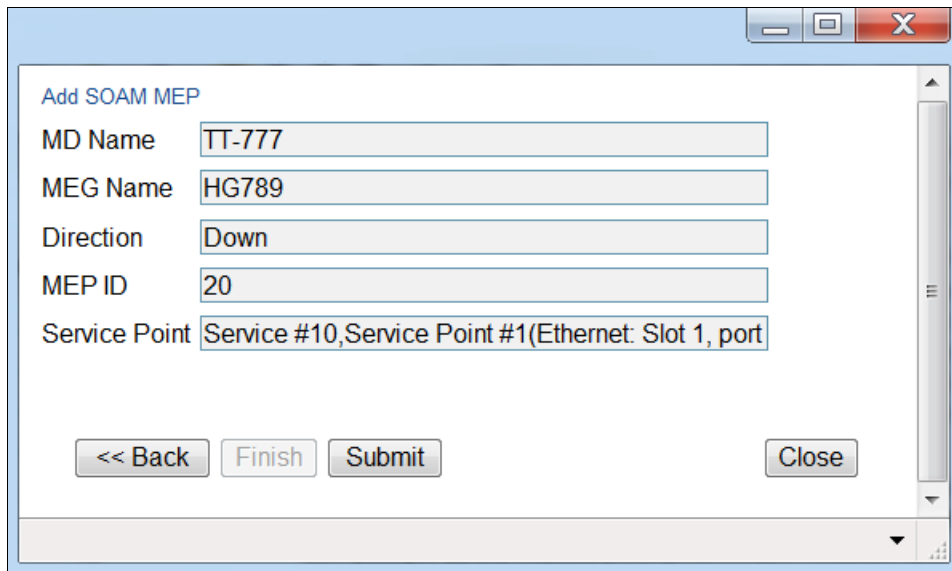 Add SOAM MEP
MD Name TT-777
MEG Name HG789
Direction Down
MEP ID 20
Service Point Service #10,Service Point #1(Ethernet: Slot 1, port
<< Back Finish Submit Close